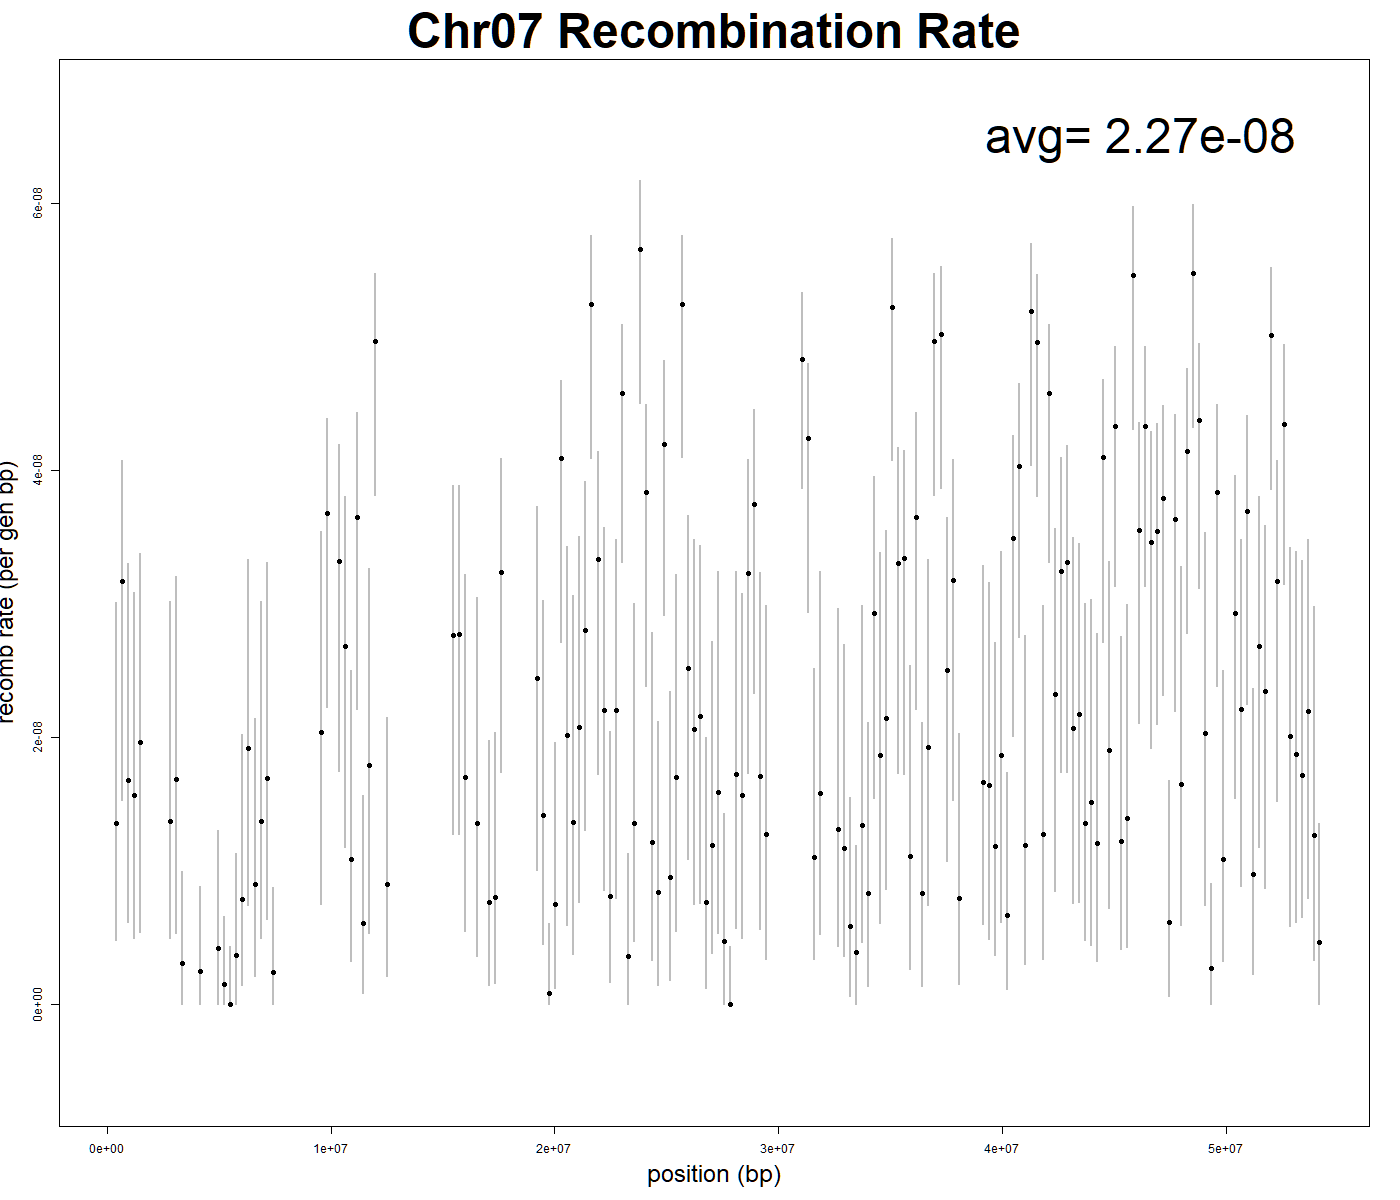 Chr07 Recombination Rate
avg= 2.27e-08
recomb rate (per gen bp)
6e-08
4e-08
2e-08
0e+00
0e+00 1e+07 2e+07 3e+07 4e+07 5e+07
position (bp)